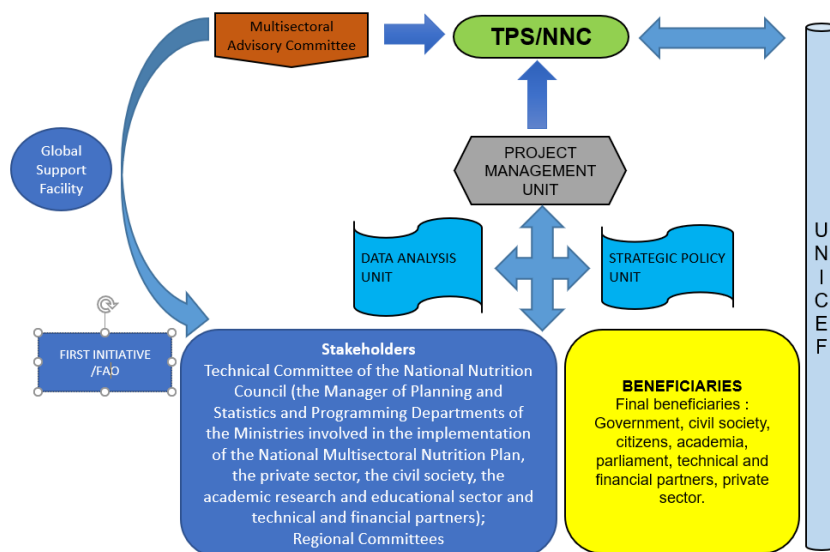 Multisectoral
Advisory Committee
TPS/NNC
Global
Support
Facility
PROJECT
MANAGEMENT
UNIT
DATA ANALYSIS
UNIT
STRATEGIC POLICY
UNIT
UNICEF
FIRST INITIATIVE
/FAO
Stakeholders
Technical Committee of the National Nutrition
Council (the Manager of Planning and
Statistics and Programming Departments of
the Ministries involved in the implementation
of the National Multisectoral Nutrition Plan,
the private sector, the civil society, the
academic research and educational sector and
technical and financial partners);
Regional Committees
BENEFICIARIES
Final beneficiaries :
Government, civil society,
citizens, academia,
parliament, technical and
financial partners, private
sector.